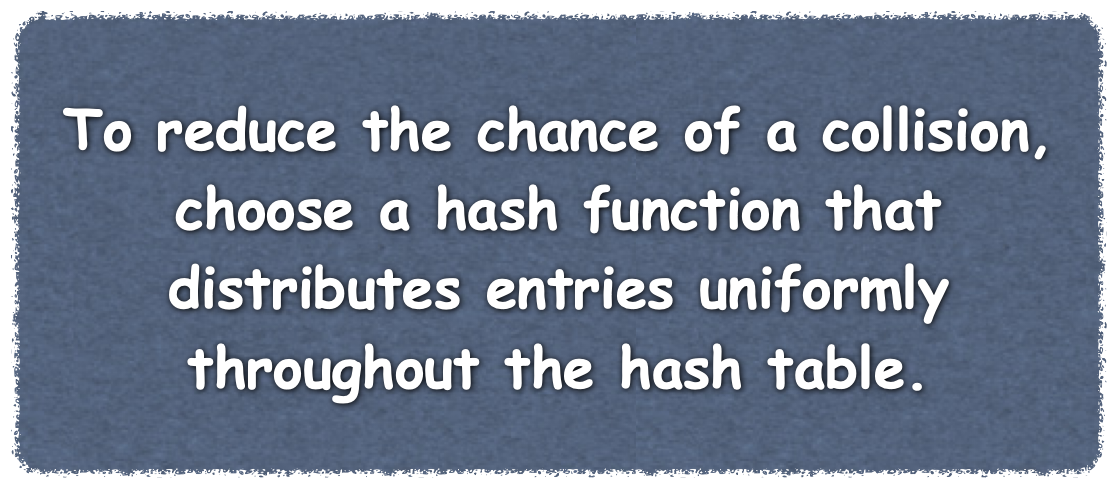 To reduce the chance of a collision,
choose a hash function that
distributes entries uniformly
throughout the hash table.